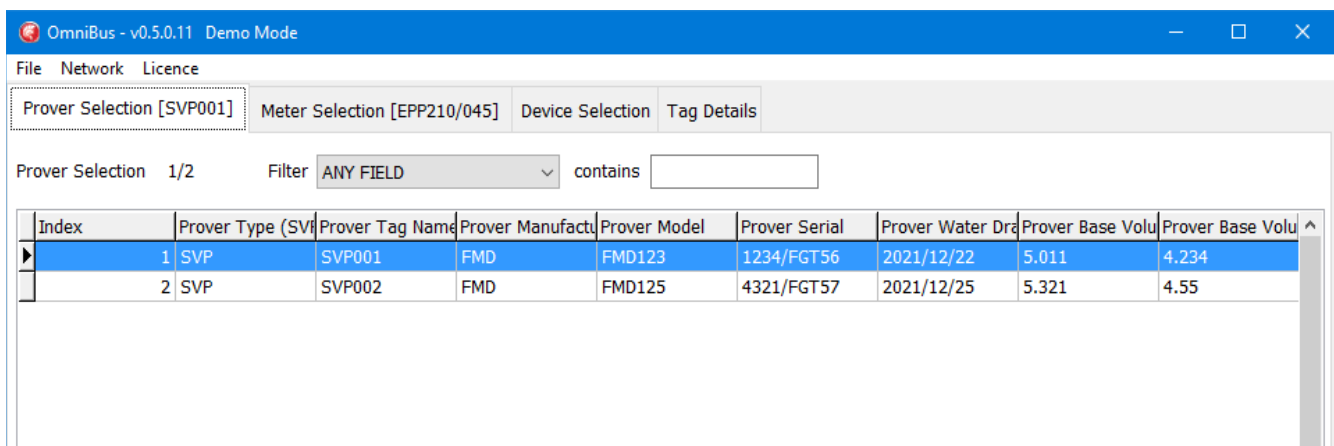 OmniBus - v0.5.0.11 Demo Mode
File Network Licence
Prover Selection [SVP001] Meter Selection [EPP210/045] Device Selection Tag Details
Prover Selection 1/2 Filter ANY FIELD contains
Index Prover Type (SVP Prover Tag Name Prover Manufactu Prover Model Prover Serial Prover Water Dra Prover Base Volu Prover Base Volu
1 SVP SVP001 FMD FMD123 1234/FGT56 2021/12/22 5.011 4.234
2 SVP SVP002 FMD FMD125 4321/FGT57 2021/12/25 5.321 4.55